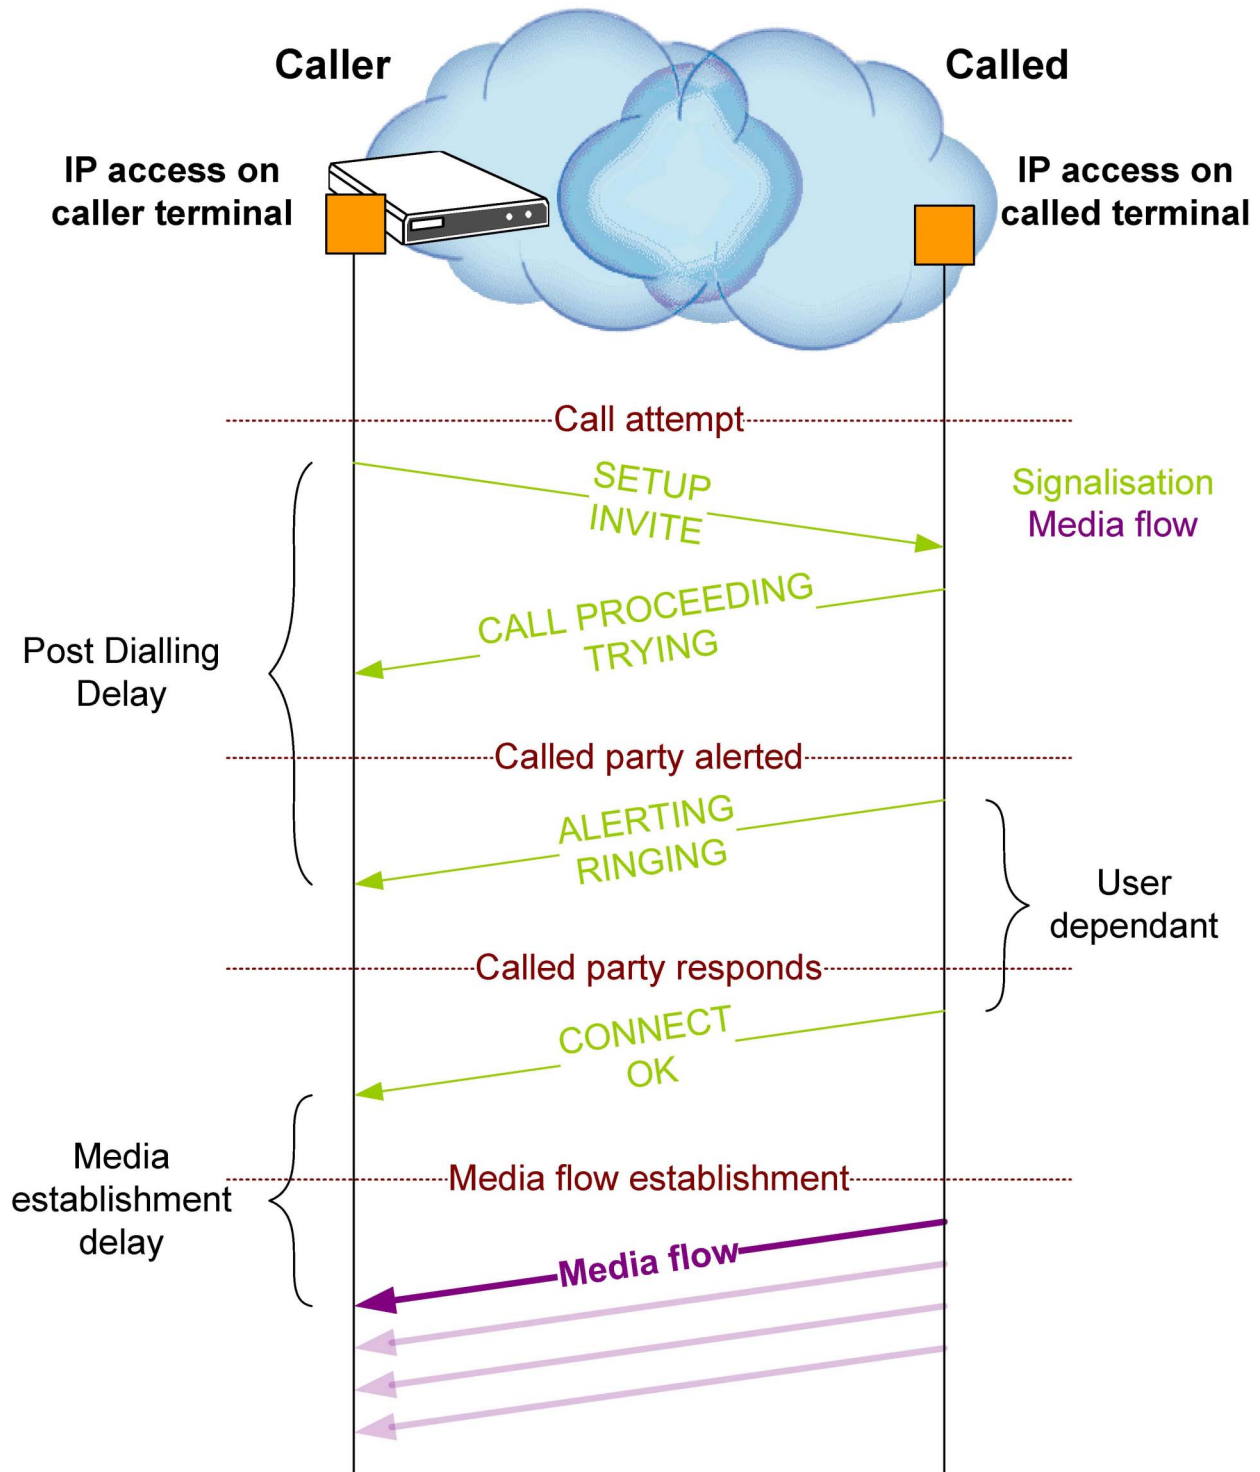 Caller
Called
IP access on
caller terminal
IP access on
called terminal
Call attempt
SETUP
INVITE
Signalisation
Media flow
CALL PROCEEDING
TRYING
Post Dialling
Delay
Called party alerted
ALERTING
RINGING
User
dependant
Called party responds
CONNECT
OK
Media
establishment
delay
Media flow establishment
Media flow